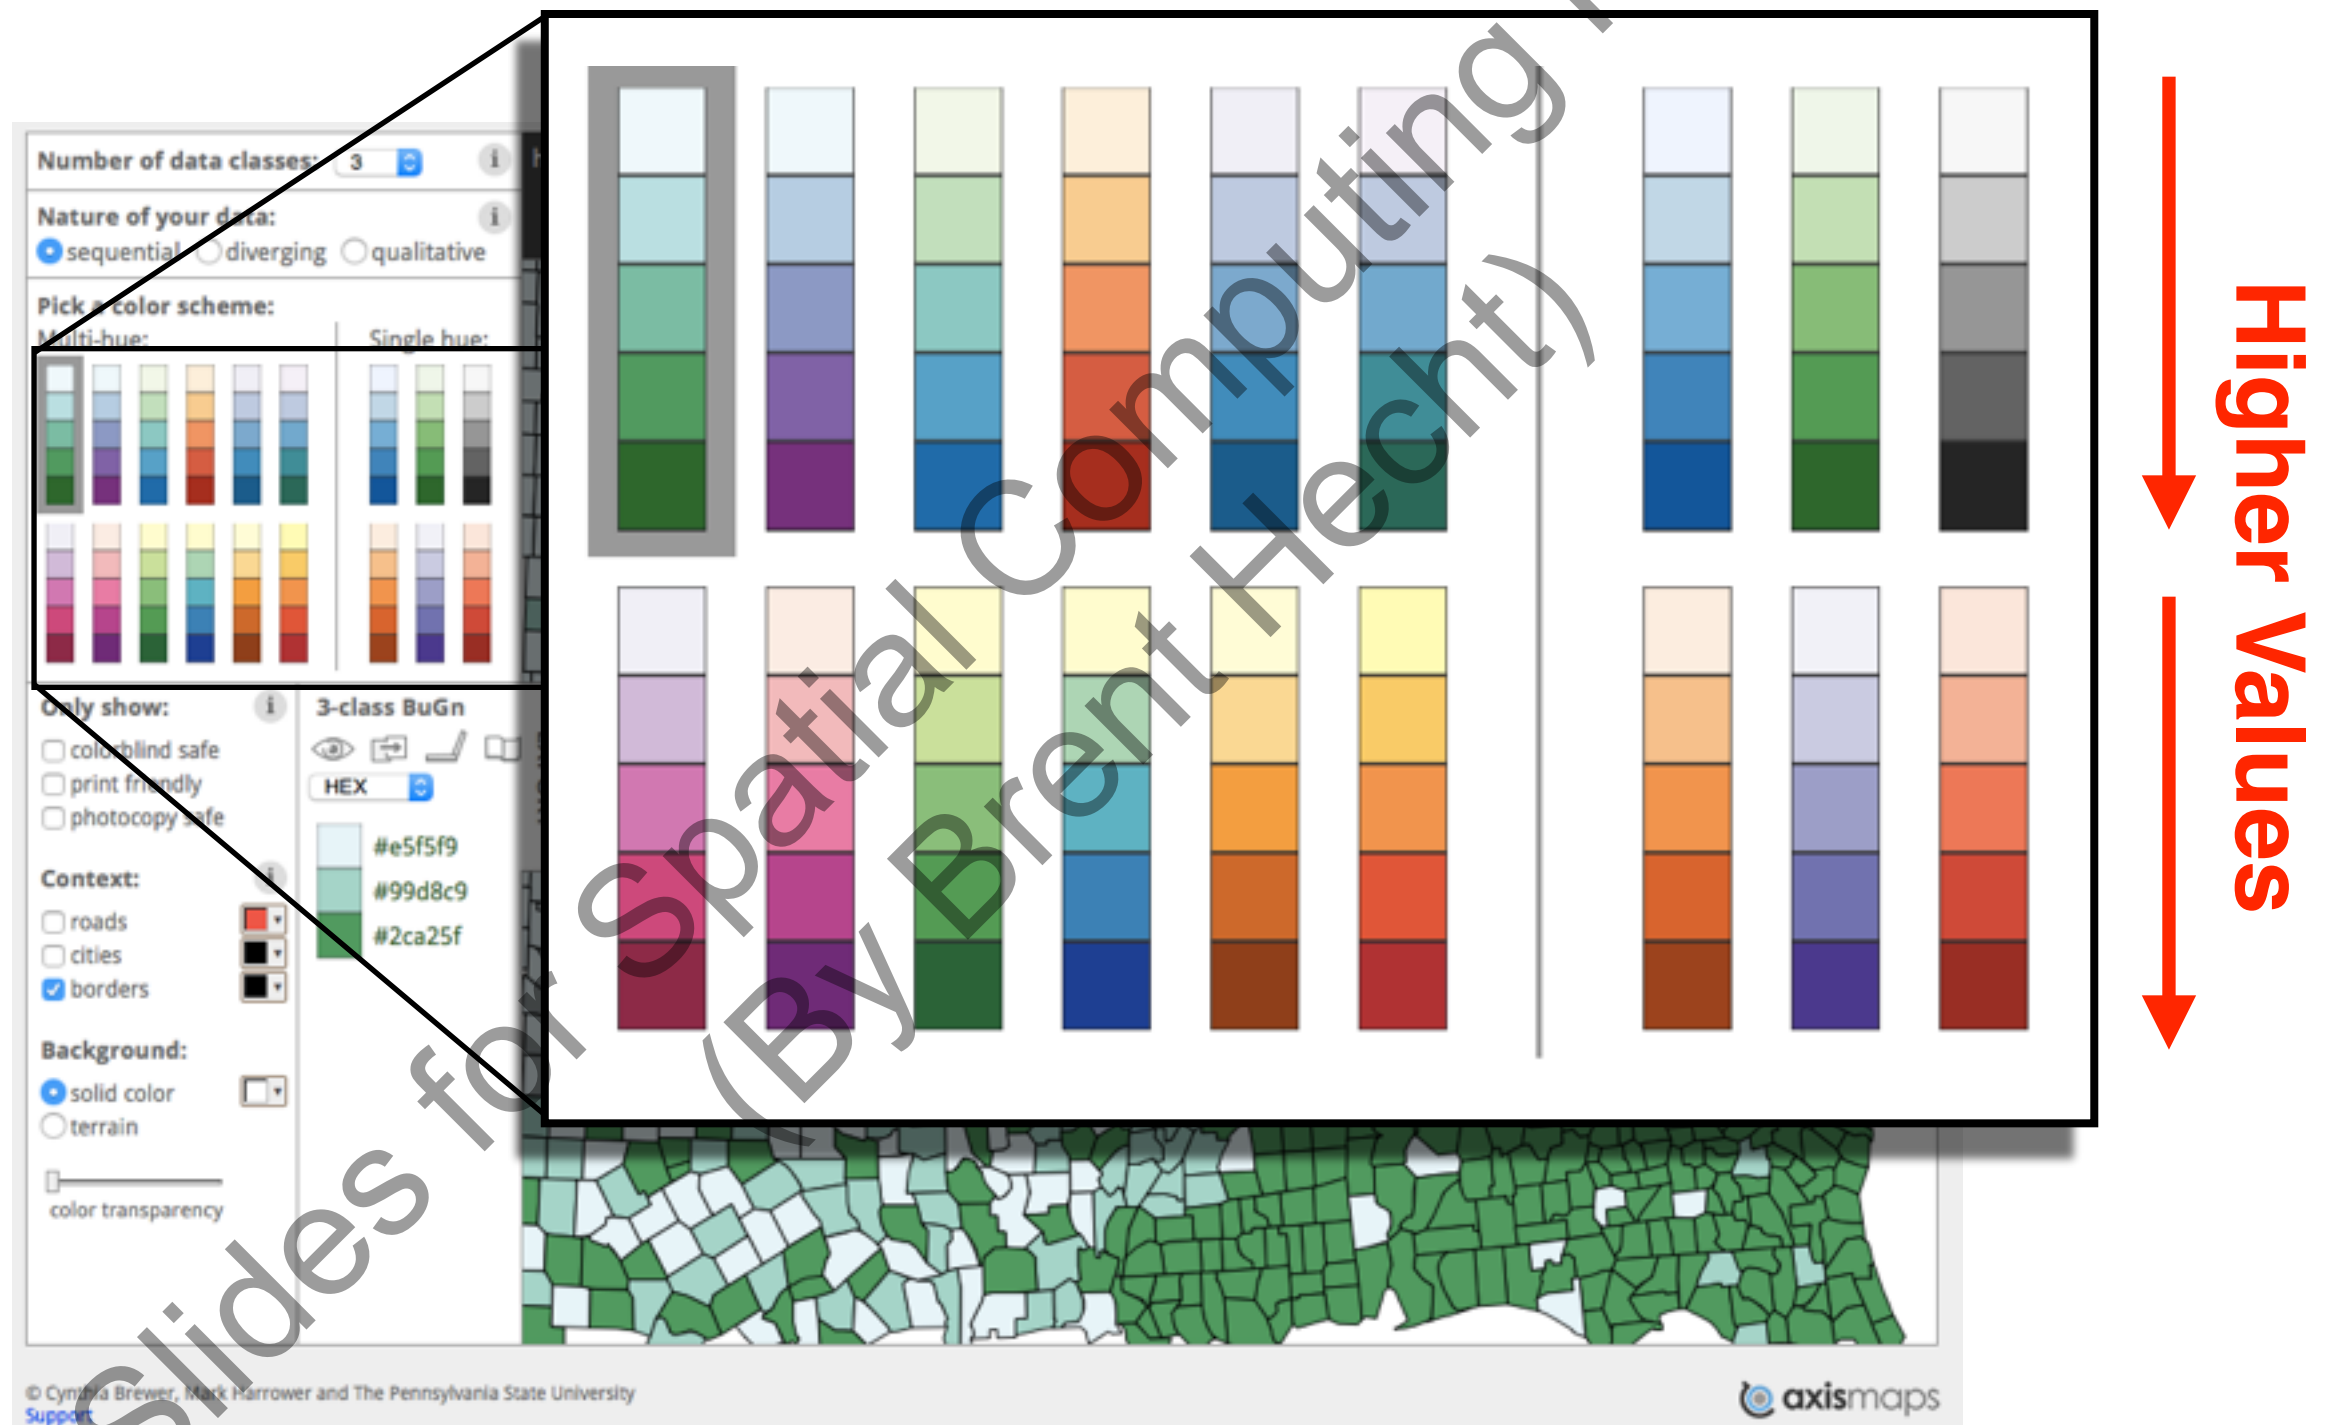 Number of data classes: 3
Nature of your data:
sequential diverging qualitative
Pick a color scheme:
Multi-hue: Single hue:
Only show:
colorblind safe
print friendly
photocopy safe
Context:
roads
cities
borders
Background:
solid color
terrain
color transparency
3-class BuGn
HEX
#e5f5f9
#99d8c9
#2ca25f
Higher Values
Slides for Spatial Computing
(By Brent Hecht)
© Cynthia Brewer, Mark Harrower and The Pennsylvania State University
Support
axismaps